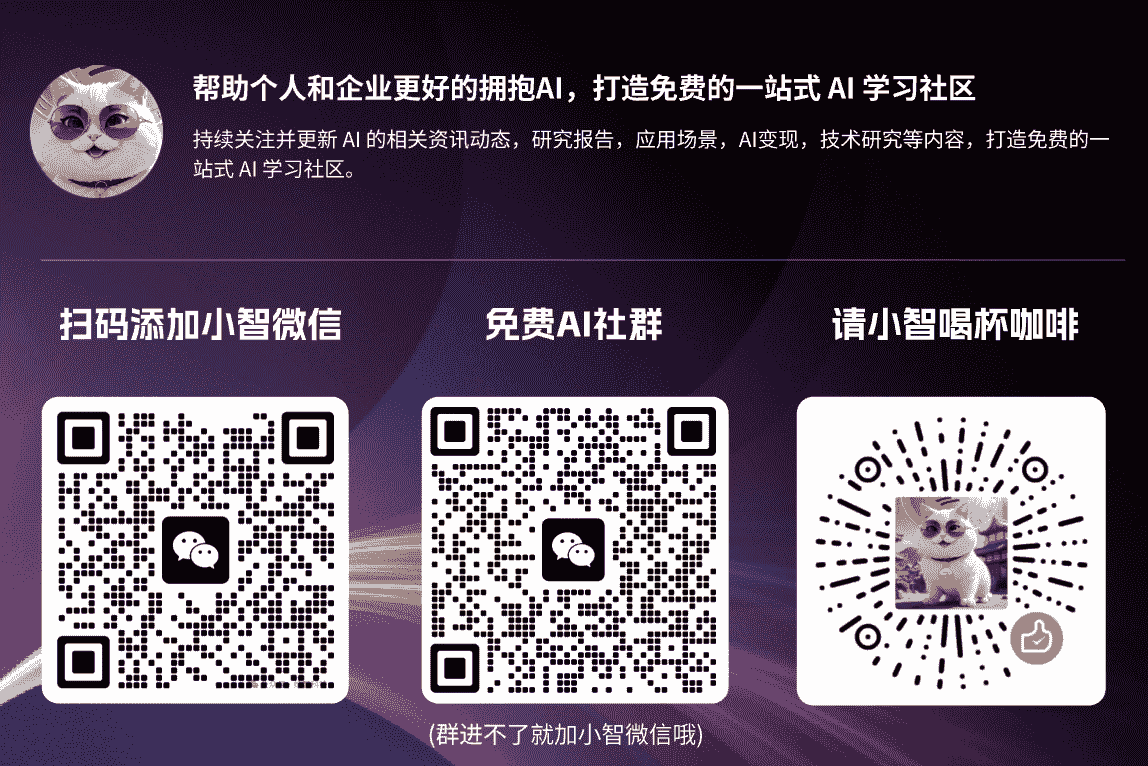 帮助个人和企业更好的拥抱AI，打造免费的一站式 AI 学习社区
持续关注并更新 AI 的相关资讯动态，研究报告，应用场景，AI变现，技术研究等内容，打造免费的一
站式 AI 学习社区。
扫码添加小智微信
免费AI社群
请小智喝杯咖啡
(群进不了就加小智微信哦)